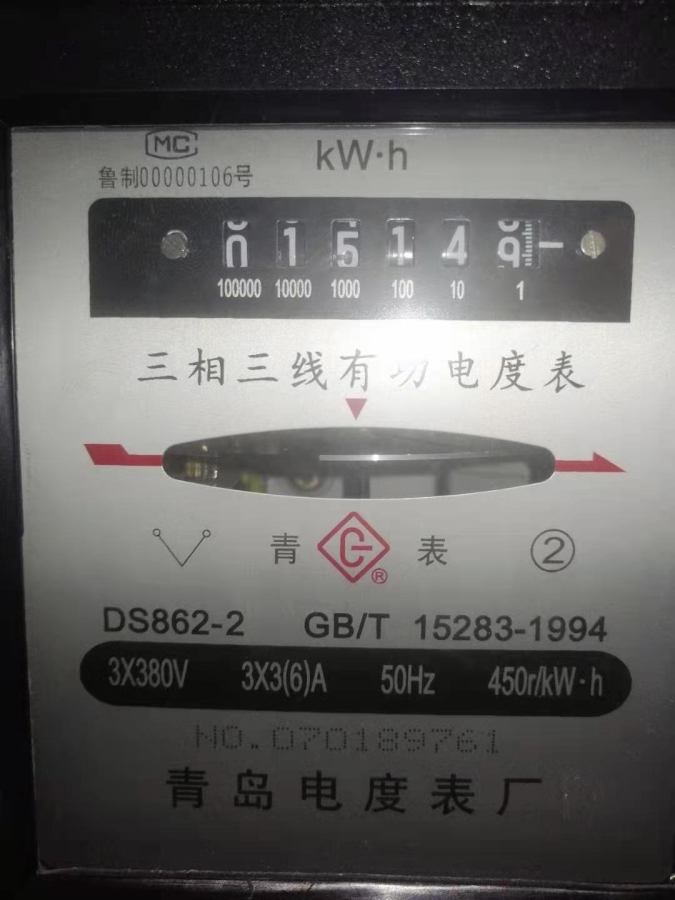 MC
鲁制00000106号
kW·h
0 1 5 1 4 9
100000 10000 1000 100 10 1
三相三线有功电度表
青 G ® 表 ②
DS862-2 GB/T 15283-1994
3X380V 3X3(6)A 50Hz 450r/kW·h
NO.070189761
青岛电度表厂